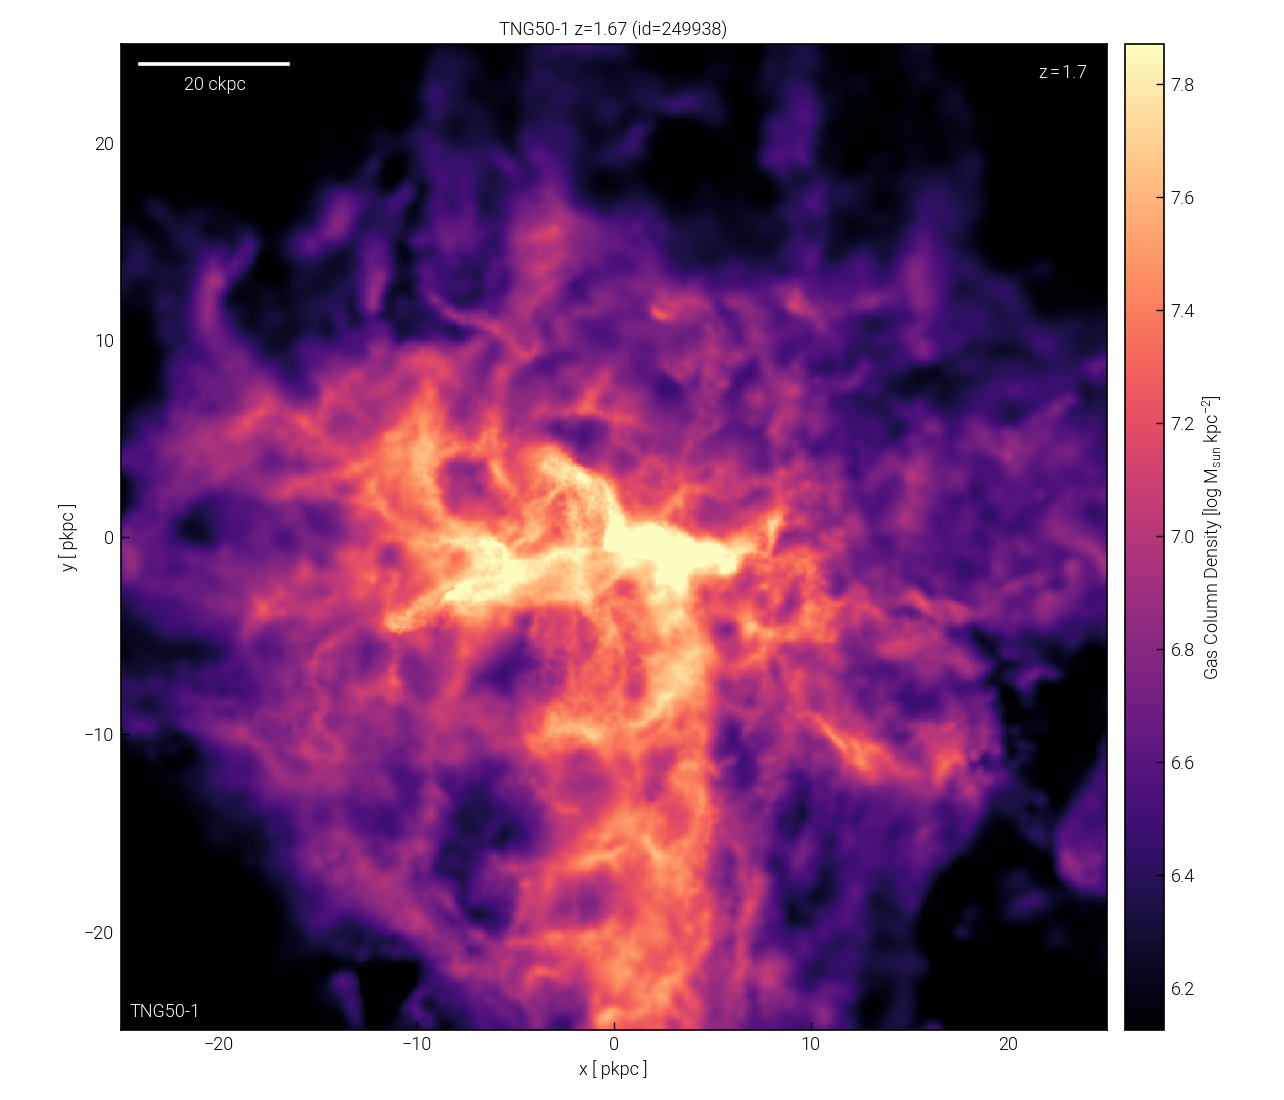 TNG50-1 z=1.67 (id=249938)
20 ckpc
z = 1.7
TNG50-1
20
10
0
−10
−20
y [ pkpc ]
−20
−10
0
10
20
x [ pkpc ]
7.8
7.6
7.4
7.2
7.0
6.8
6.6
6.4
6.2
Gas Column Density [log M_sun kpc⁻²]